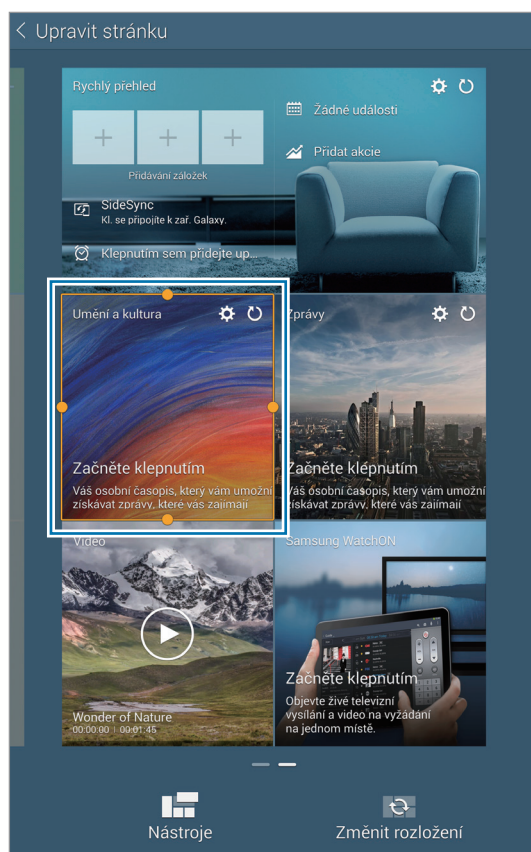 Upravit stránku
Rychlý přehled
Žádné události
Přidat akcie
Přidávání záložek
SideSync
Kl. se připojíte k zař. Galaxy.
Klepnutím sem přidejte up...
Umění a kultura
Zprávy
Začněte klepnutím
Váš osobní časopis, který vám umožní
získávat zprávy, které vás zajímají
Začněte klepnutím
Váš osobní časopis, který vám umožní
získávat zprávy, které vás zajímají
Video
Samsung WatchON
Wonder of Nature
00:00:00 | 00:01:45
Začněte klepnutím
Objevte živé televizní
vysílání a video na vyžádání
na jednom místě.
Nástroje
Změnit rozložení